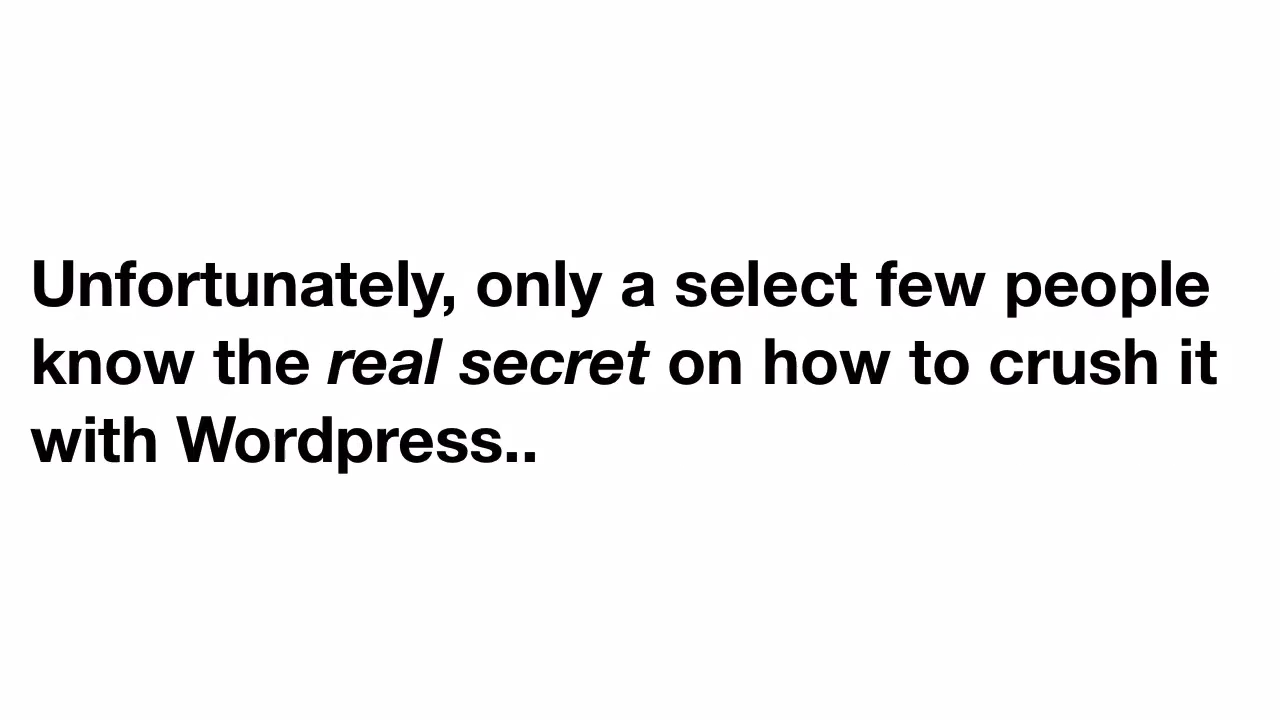 Unfortunately, only a select few people
know the real secret on how to crush it
with Wordpress..